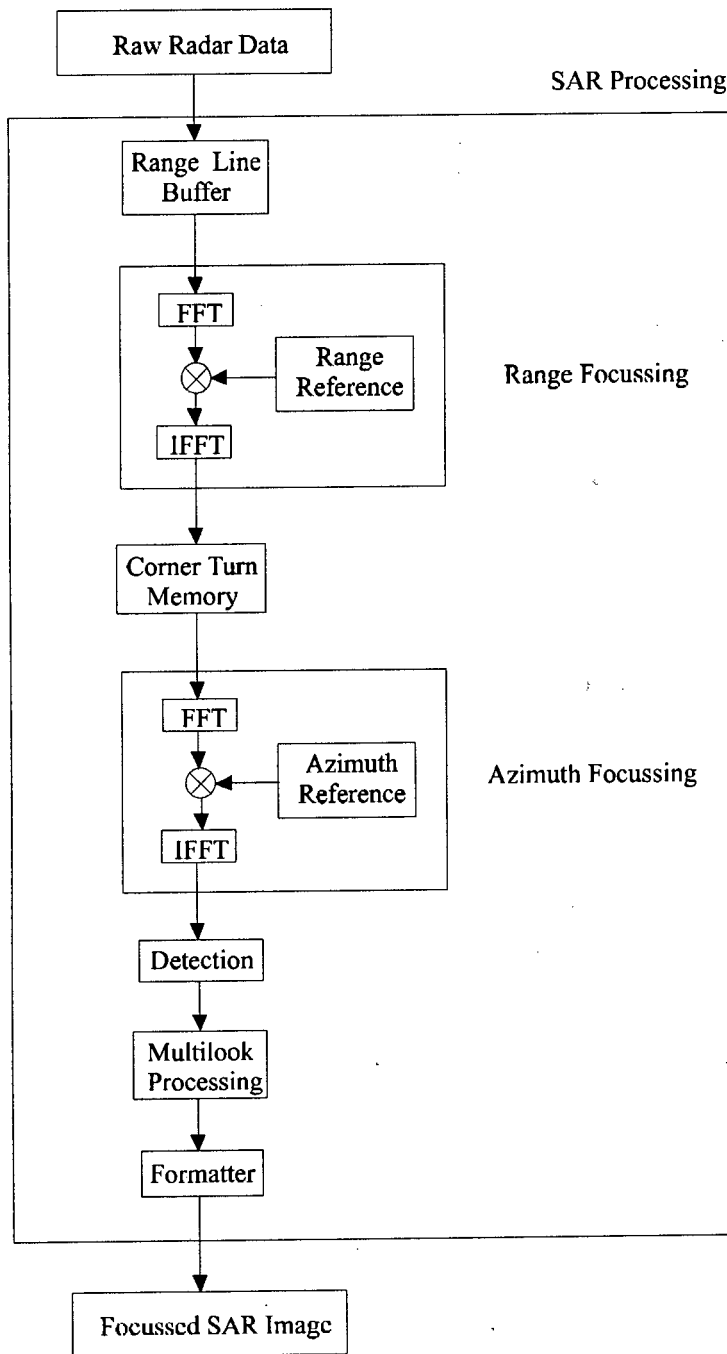 Raw Radar Data
SAR Processing
Range Line
Buffer
FFT
Range
Reference
Range Focussing
IFFT
Corner Turn
Memory
FFT
Azimuth
Reference
Azimuth Focussing
IFFT
Detection
Multilook
Processing
Formatter
Focussed SAR Image